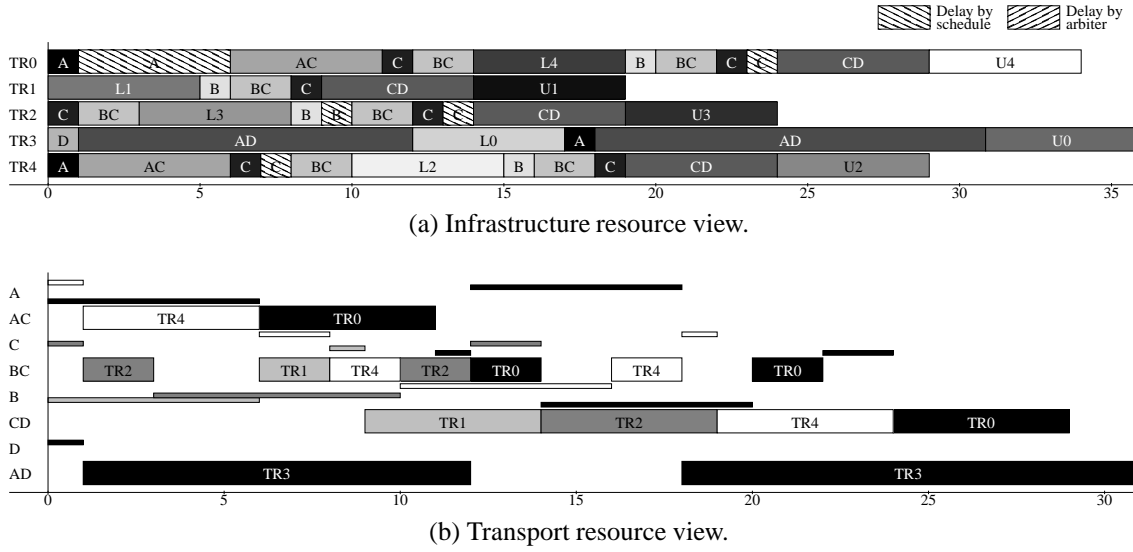 Delay by schedule Delay by arbiter
TR0 A A AC C BC L4 B BC C C CD U4
TR1 L1 B BC C CD U1
TR2 C BC L3 B B BC C C CD U3
TR3 D AD L0 A AD U0
TR4 A AC C C BC L2 B BC C CD U2
0 5 10 15 20 25 30 35
(a) Infrastructure resource view.
A
AC TR4 TR0
C
BC TR2 TR1 TR4 TR2 TR0 TR4 TR0
B
CD TR1 TR2 TR4 TR0
D
AD TR3 TR3
0 5 10 15 20 25 30
(b) Transport resource view.